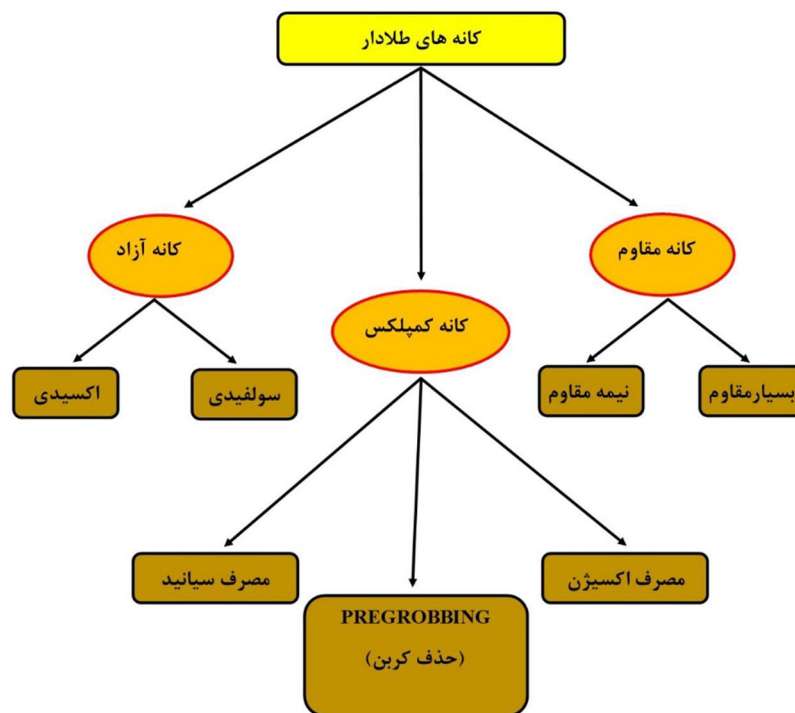 کانه های طلادار
کانه مقاوم
کانه آزاد
کانه کمپلکس
بسیارمقاوم
نیمه مقاوم
سولفیدی
اکسیدی
مصرف اکسیژن
مصرف سیانید
PREGROBBING
(حذف کربن)